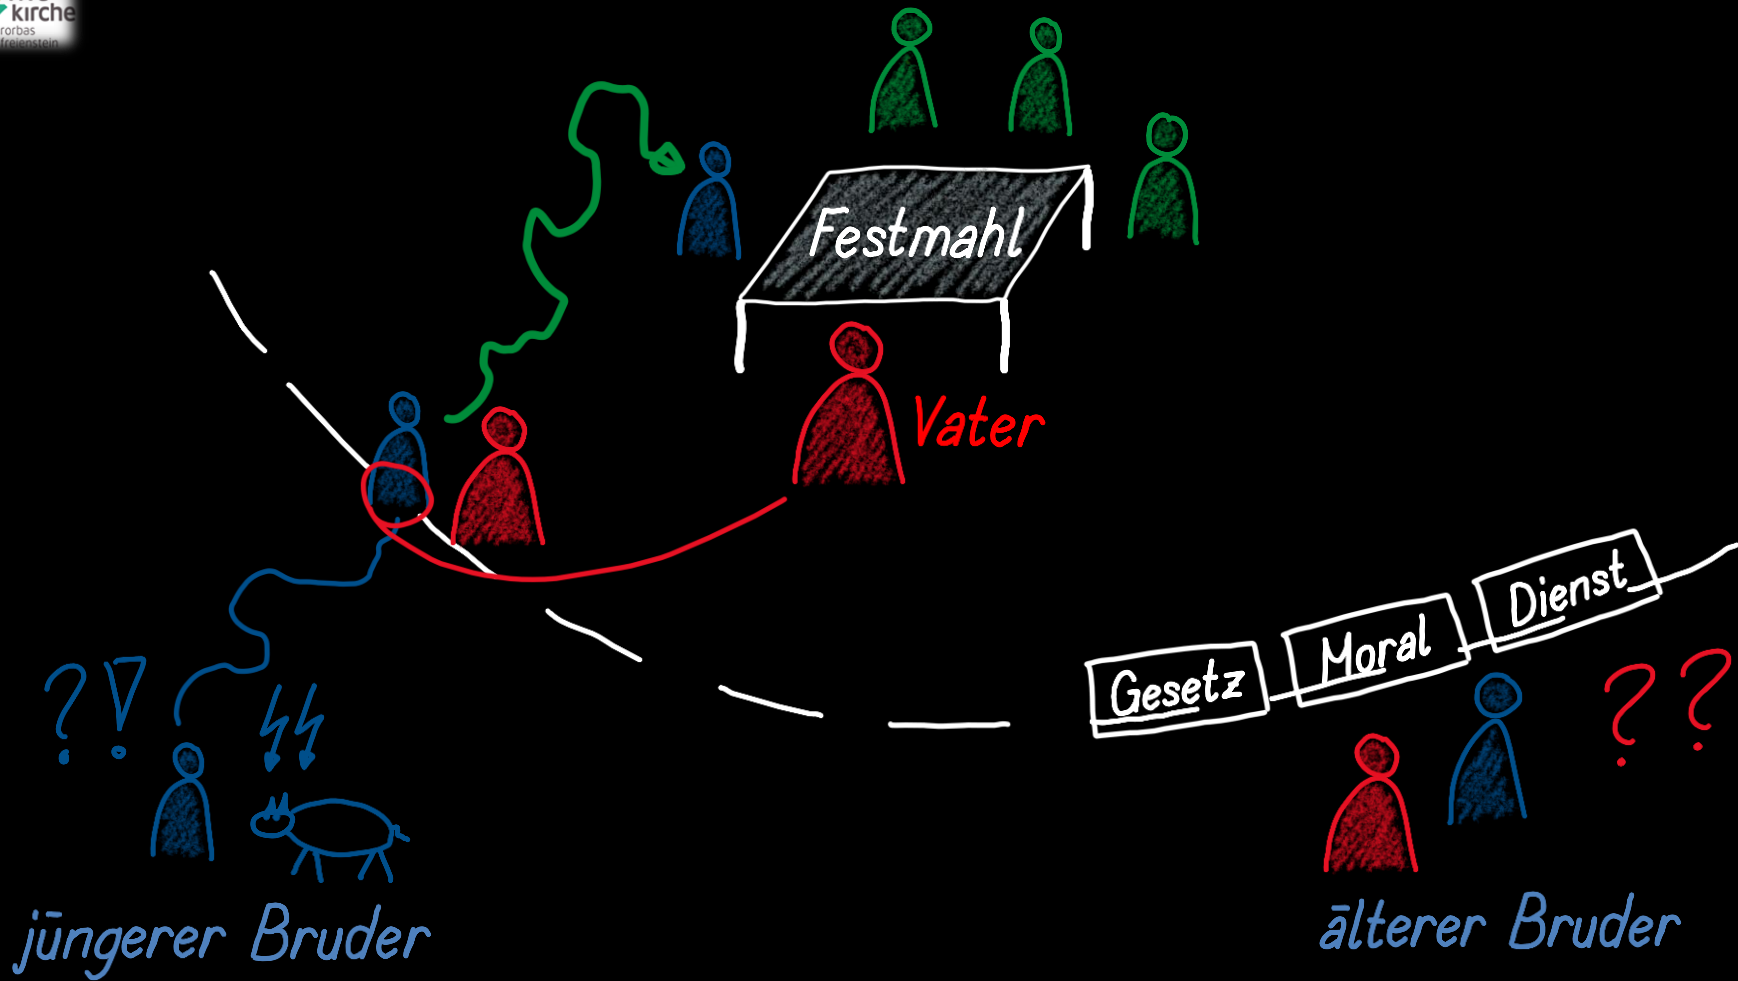 kirche
rorbas
freienstein
Festmahl
Vater
Dienst
Moral
Gesetz
? !
? ?
jüngerer Bruder
älterer Bruder